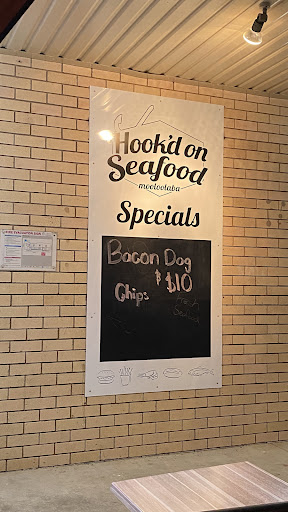 Hook'd on
Seafood
mooloolaba
Specials
Bacon Dog
$10
Chips